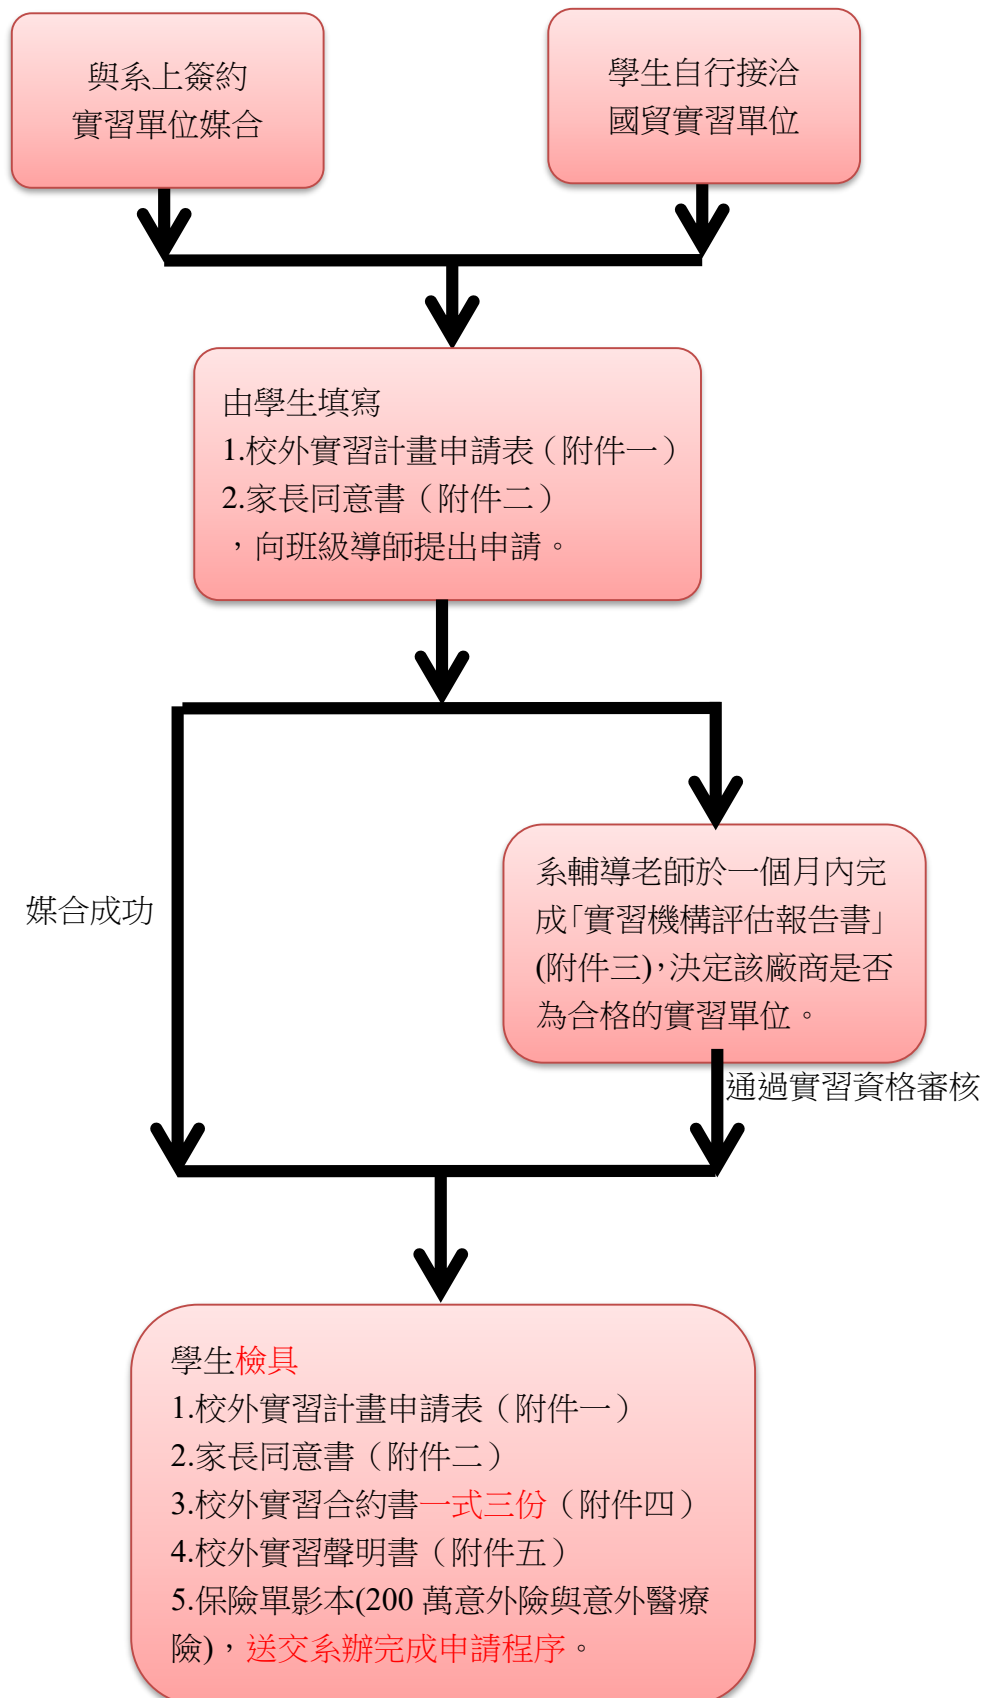 與系上簽約
實習單位媒合
學生自行接洽
國貿實習單位
由學生填寫
1.校外實習計畫申請表（附件一）
2.家長同意書（附件二）
，向班級導師提出申請。
媒合成功
系輔導老師於一個月內完
成「實習機構評估報告書」
(附件三)，決定該廠商是否
為合格的實習單位。
通過實習資格審核
學生檢具
1.校外實習計畫申請表（附件一）
2.家長同意書（附件二）
3.校外實習合約書一式三份（附件四）
4.校外實習聲明書（附件五）
5.保險單影本(200 萬意外險與意外醫療
險)，送交系辦完成申請程序。